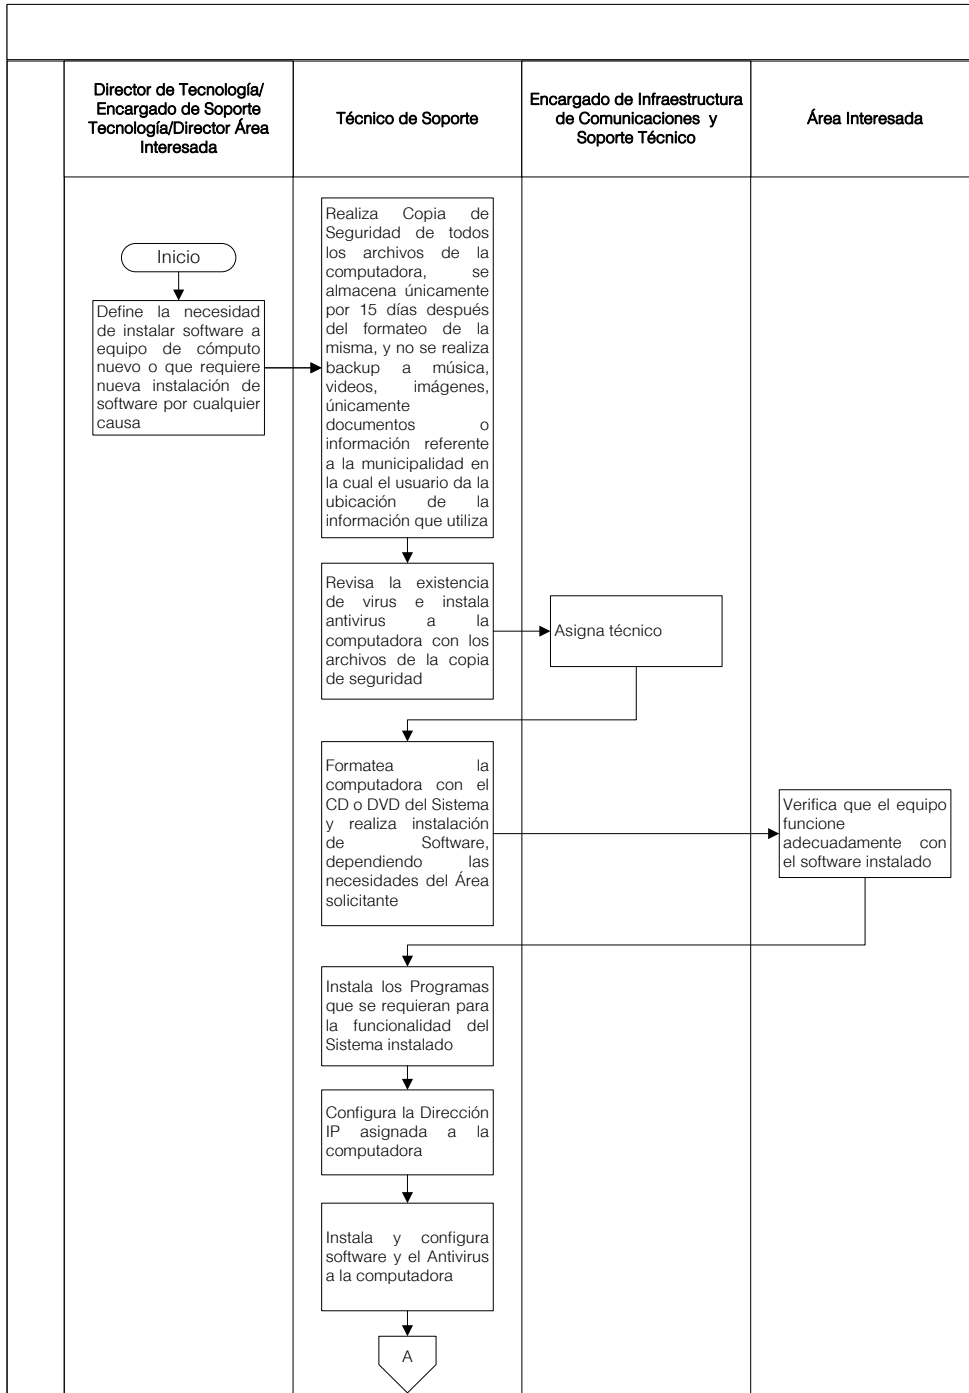 Director de Tecnología/
Encargado de Soporte
Tecnología/Director Área
Interesada
Técnico de Soporte
Encargado de Infraestructura
de Comunicaciones y
Soporte Técnico
Área Interesada
Inicio
Define la necesidad
de instalar software a
equipo de cómputo
nuevo o que requiere
nueva instalación de
software por cualquier
causa
Realiza Copia de
Seguridad de todos
los archivos de la
computadora, se
almacena únicamente
por 15 días después
del formateo de la
misma, y no se realiza
backup a música,
videos, imágenes,
únicamente
documentos o
información referente
a la municipalidad en
la cual el usuario da la
ubicación de la
información que utiliza
Revisa la existencia
de virus e instala
antivirus a la
computadora con los
archivos de la copia
de seguridad
Asigna técnico
Formatea la
computadora con el
CD o DVD del Sistema
y realiza instalación
de Software,
dependiendo las
necesidades del Área
solicitante
Verifica que el equipo
funcione
adecuadamente con
el software instalado
Instala los Programas
que se requieran para
la funcionalidad del
Sistema instalado
Configura la Dirección
IP asignada a la
computadora
Instala y configura
software y el Antivirus
a la computadora
A